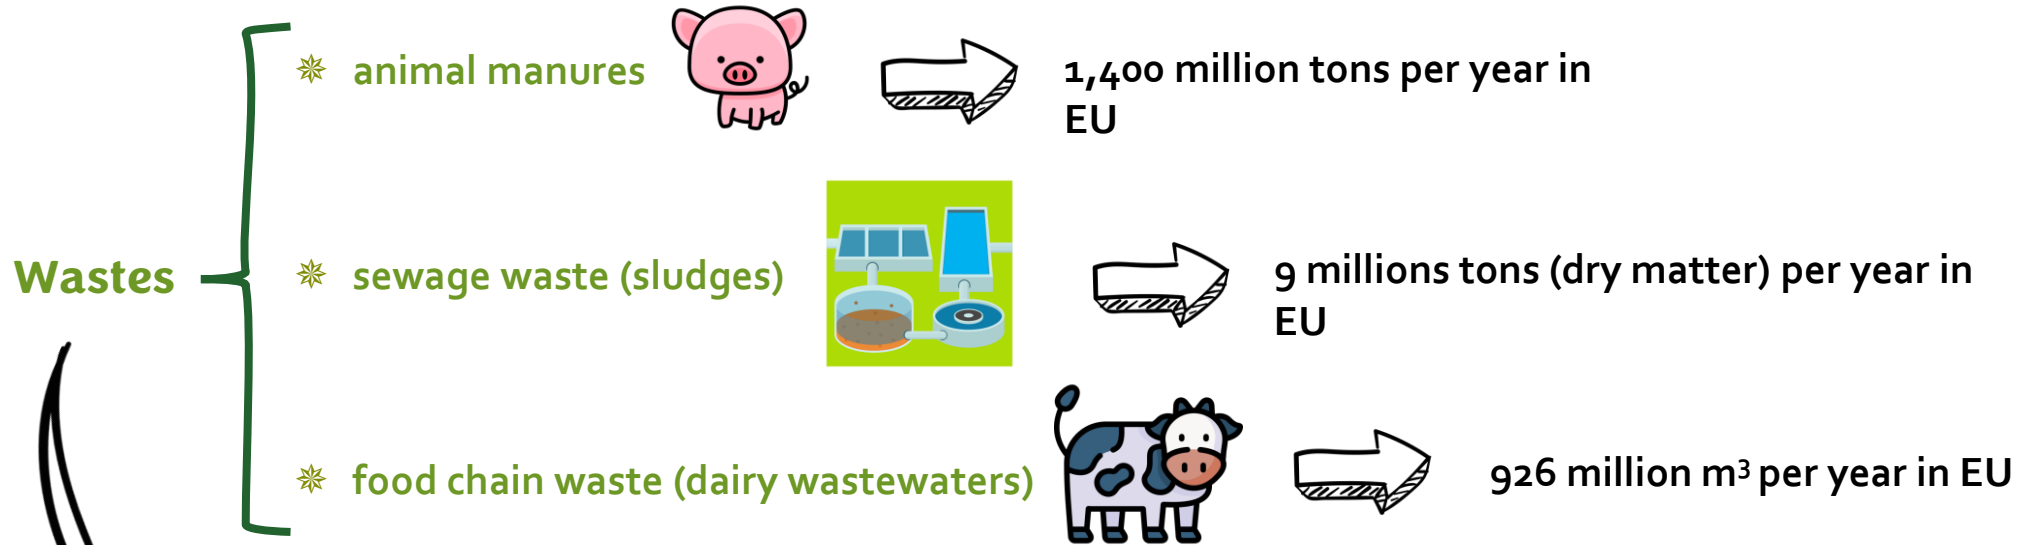 animal manures
1,400 million tons per year in
EU
Wastes
sewage waste (sludges)
9 millions tons (dry matter) per year in
EU
food chain waste (dairy wastewaters)
926 million m³ per year in EU